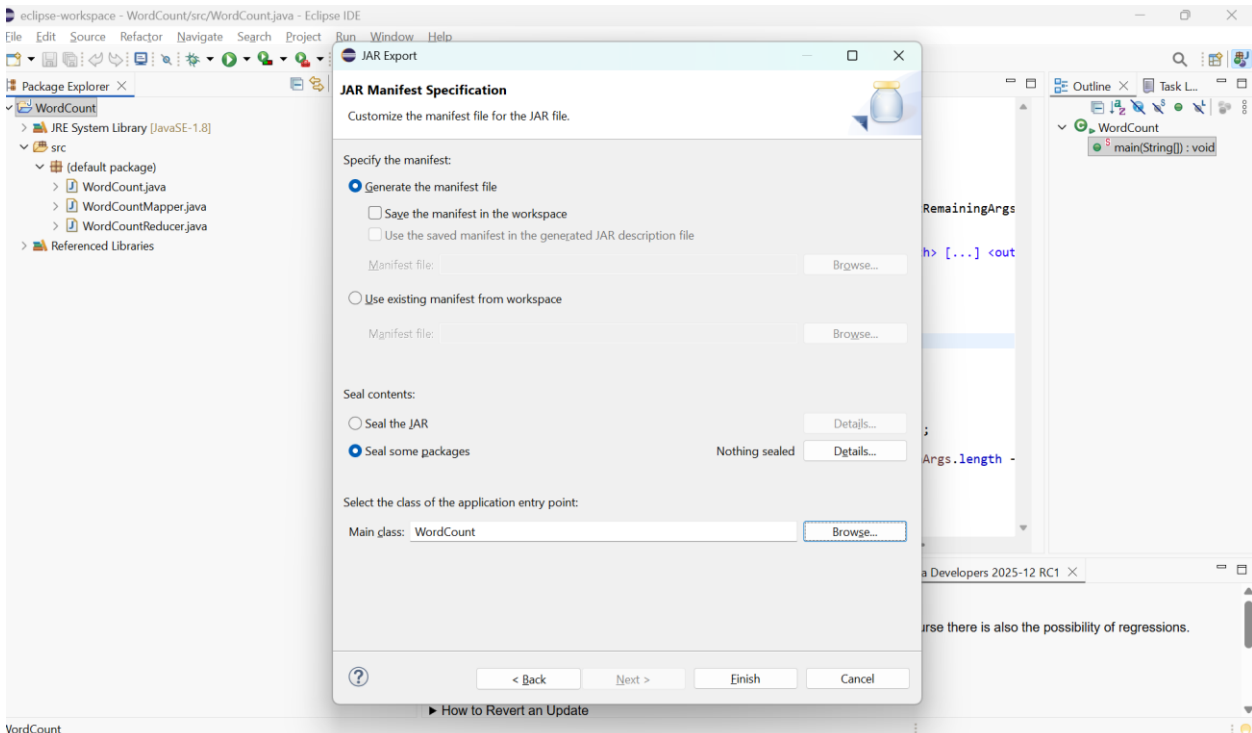 eclipse-workspace - WordCount/src/WordCount.java - Eclipse IDE
File Edit Source Refactor Navigate Search Project Run Window Help
Package Explorer
WordCount
JRE System Library [JavaSE-1.8]
src
(default package)
WordCount.java
WordCountMapper.java
WordCountReducer.java
Referenced Libraries
JAR Export
JAR Manifest Specification
Customize the manifest file for the JAR file.
Specify the manifest:
Generate the manifest file
Save the manifest in the workspace
Use the saved manifest in the generated JAR description file
Manifest file: Browse...
Use existing manifest from workspace
Manifest file: Browse...
Seal contents:
Seal the JAR Details...
Seal some packages Nothing sealed Details...
Select the class of the application entry point:
Main class: WordCount Browse...
? < Back Next > Finish Cancel
RemainingArgs
h> [...] <out
;
Args.length -
Outline Task L...
WordCount
main(String[]) : void
a Developers 2025-12 RC1
urse there is also the possibility of regressions.
How to Revert an Update
WordCount